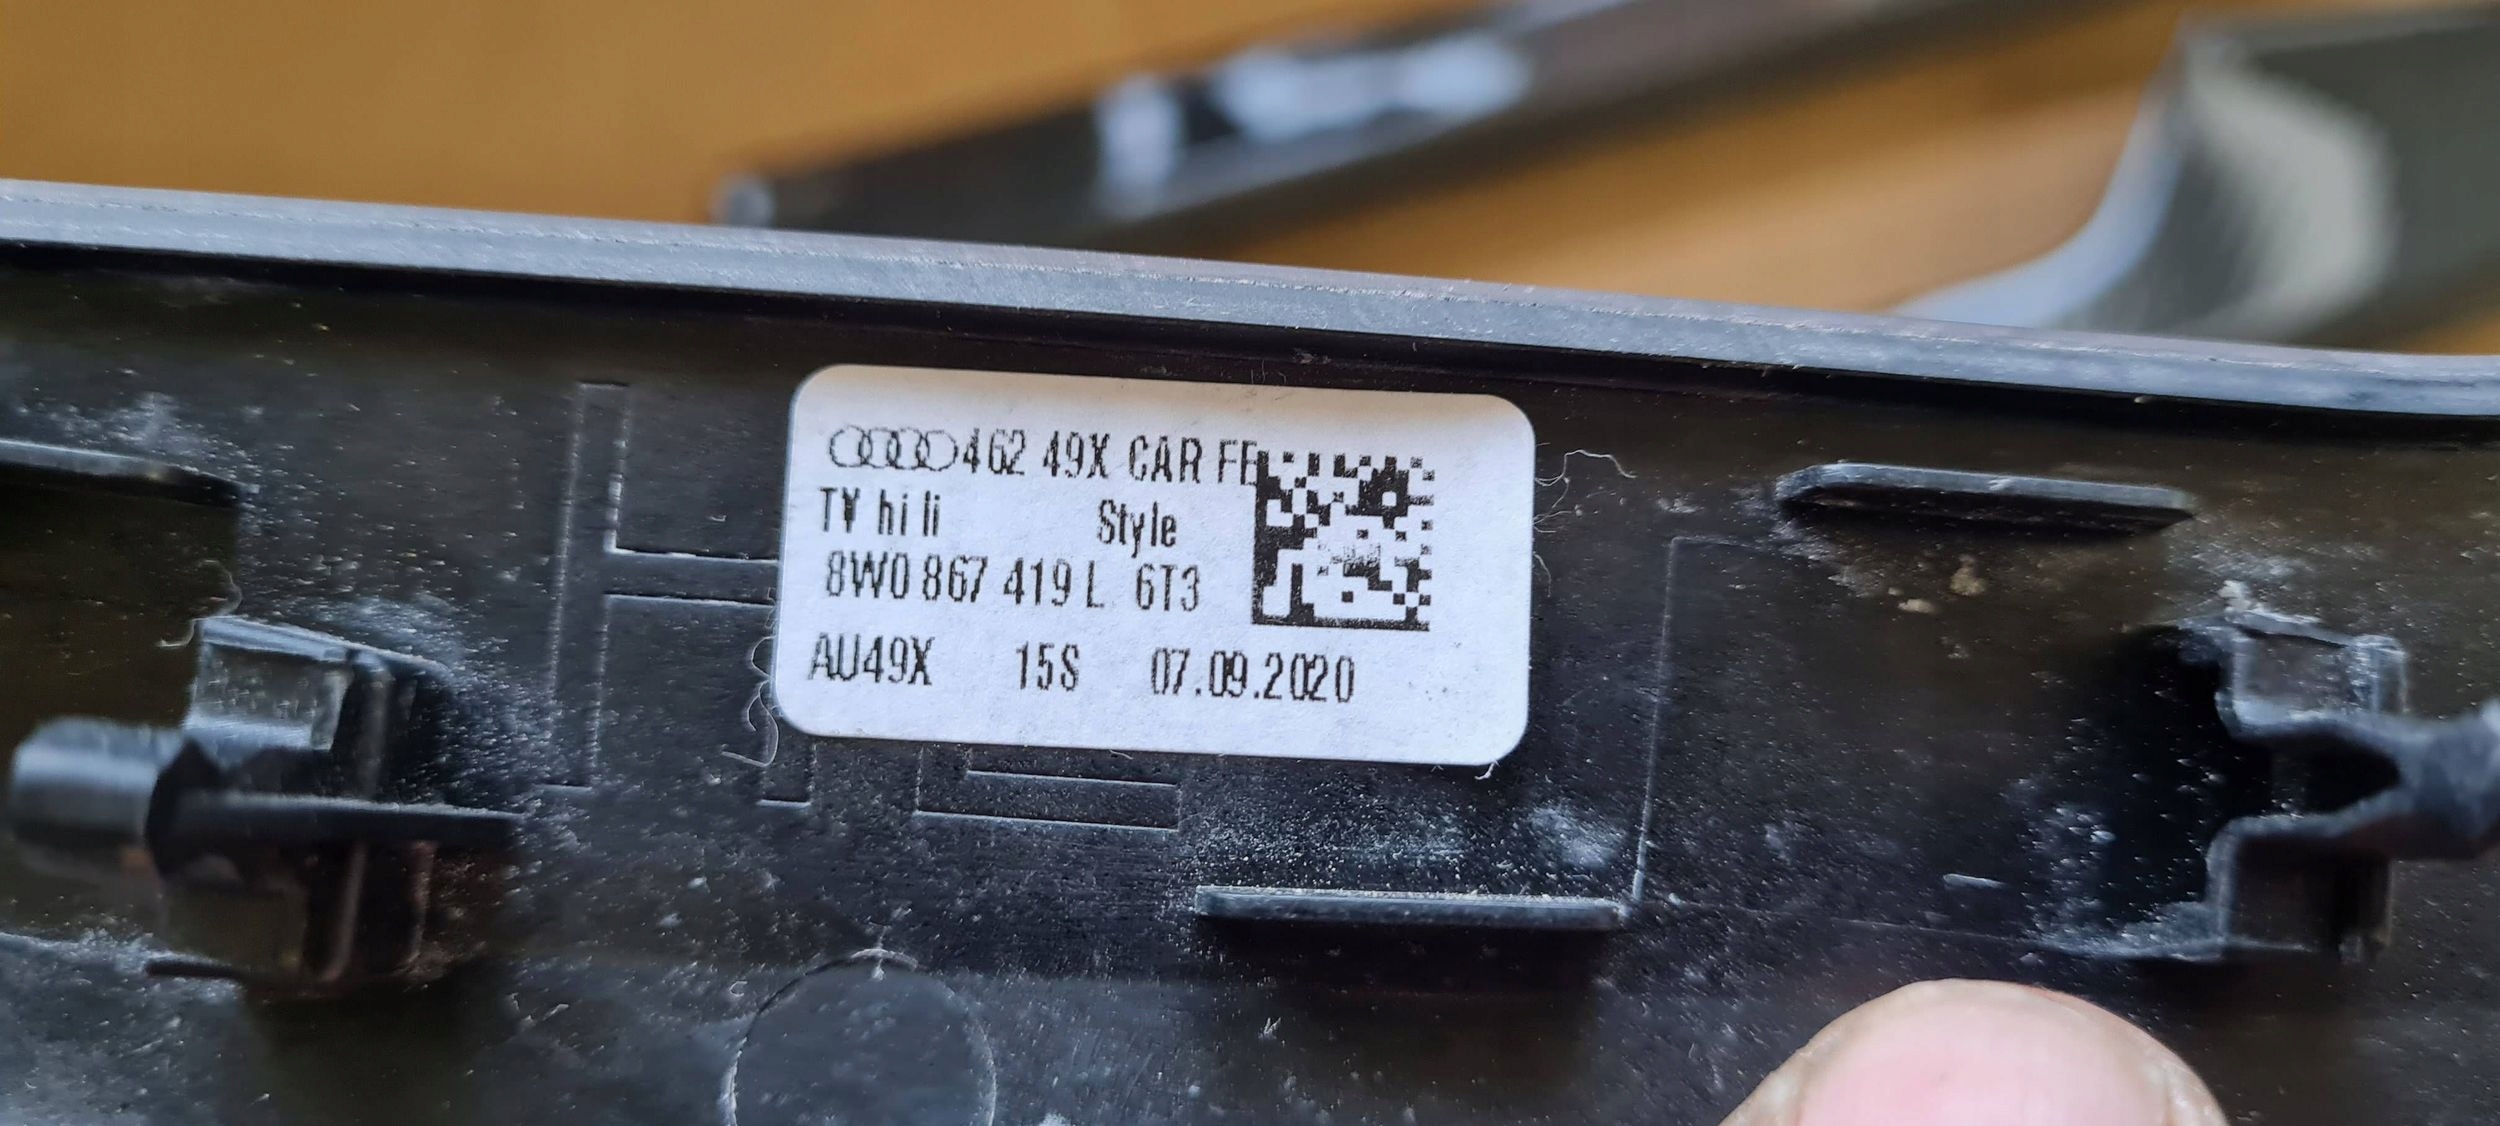 462 49X CAR FB
TV hi li Style
8W0 867 419 L 6T3
AU49X 15S 07.09.2020